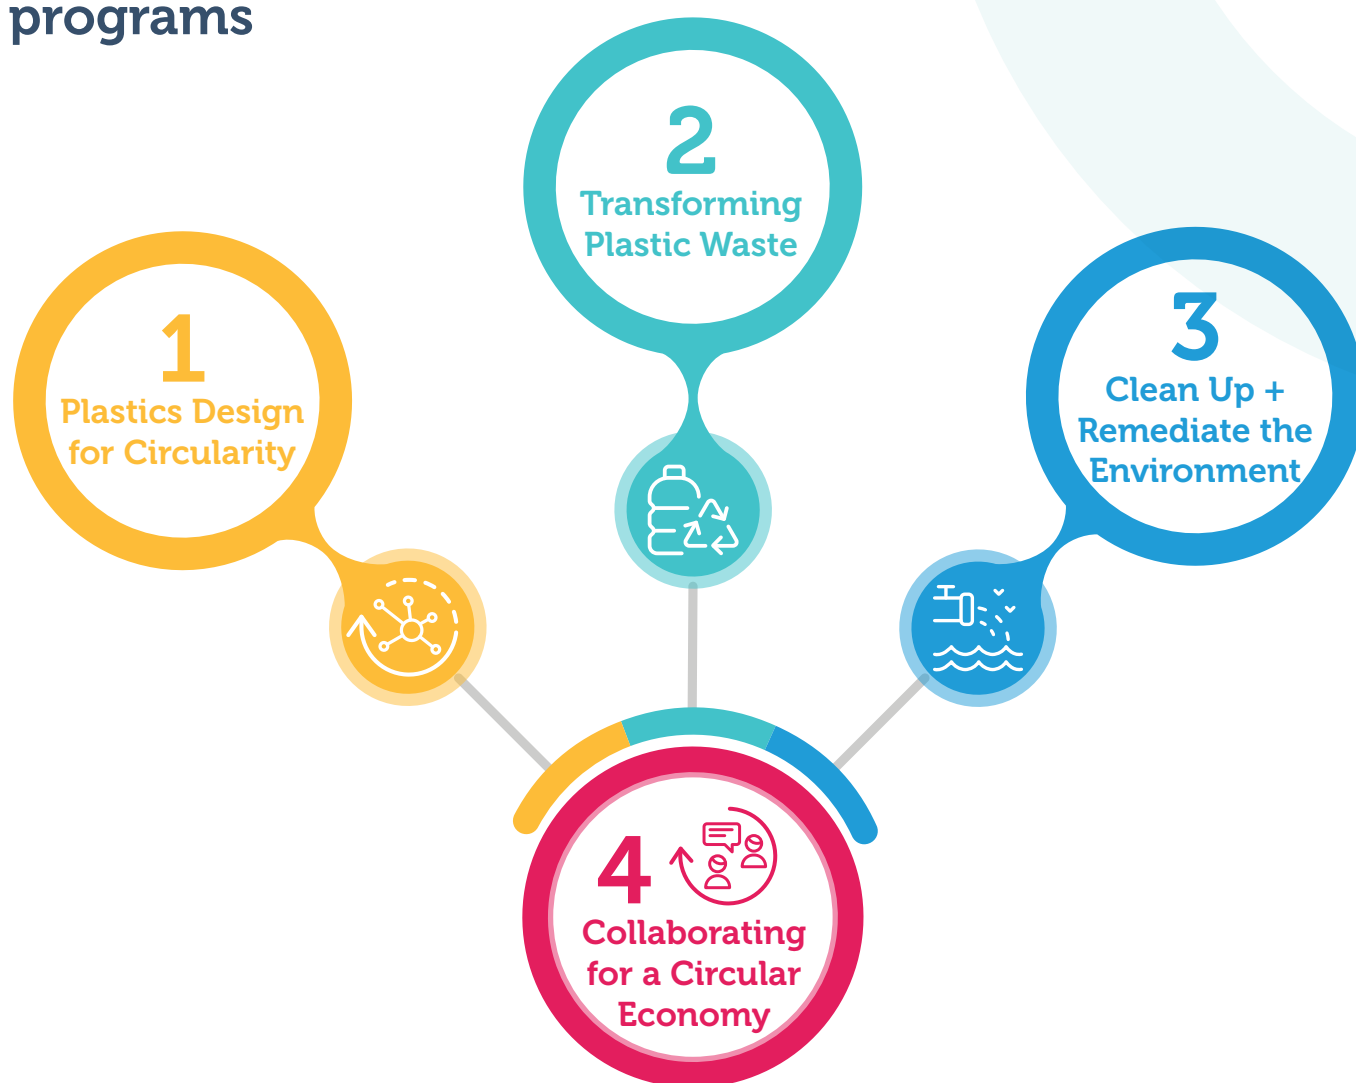 programs
2
Transforming
Plastic Waste
1
Plastics Design
for Circularity
3
Clean Up +
Remediate the
Environment
4
Collaborating
for a Circular
Economy